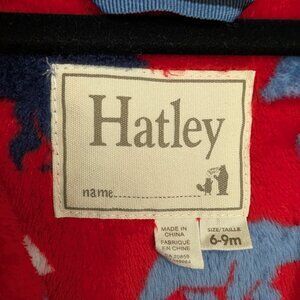 Hatley
name
MADE IN
CHINA
FABRIQUÉ
EN CHINE
SIZE/TAILLE
6-9m